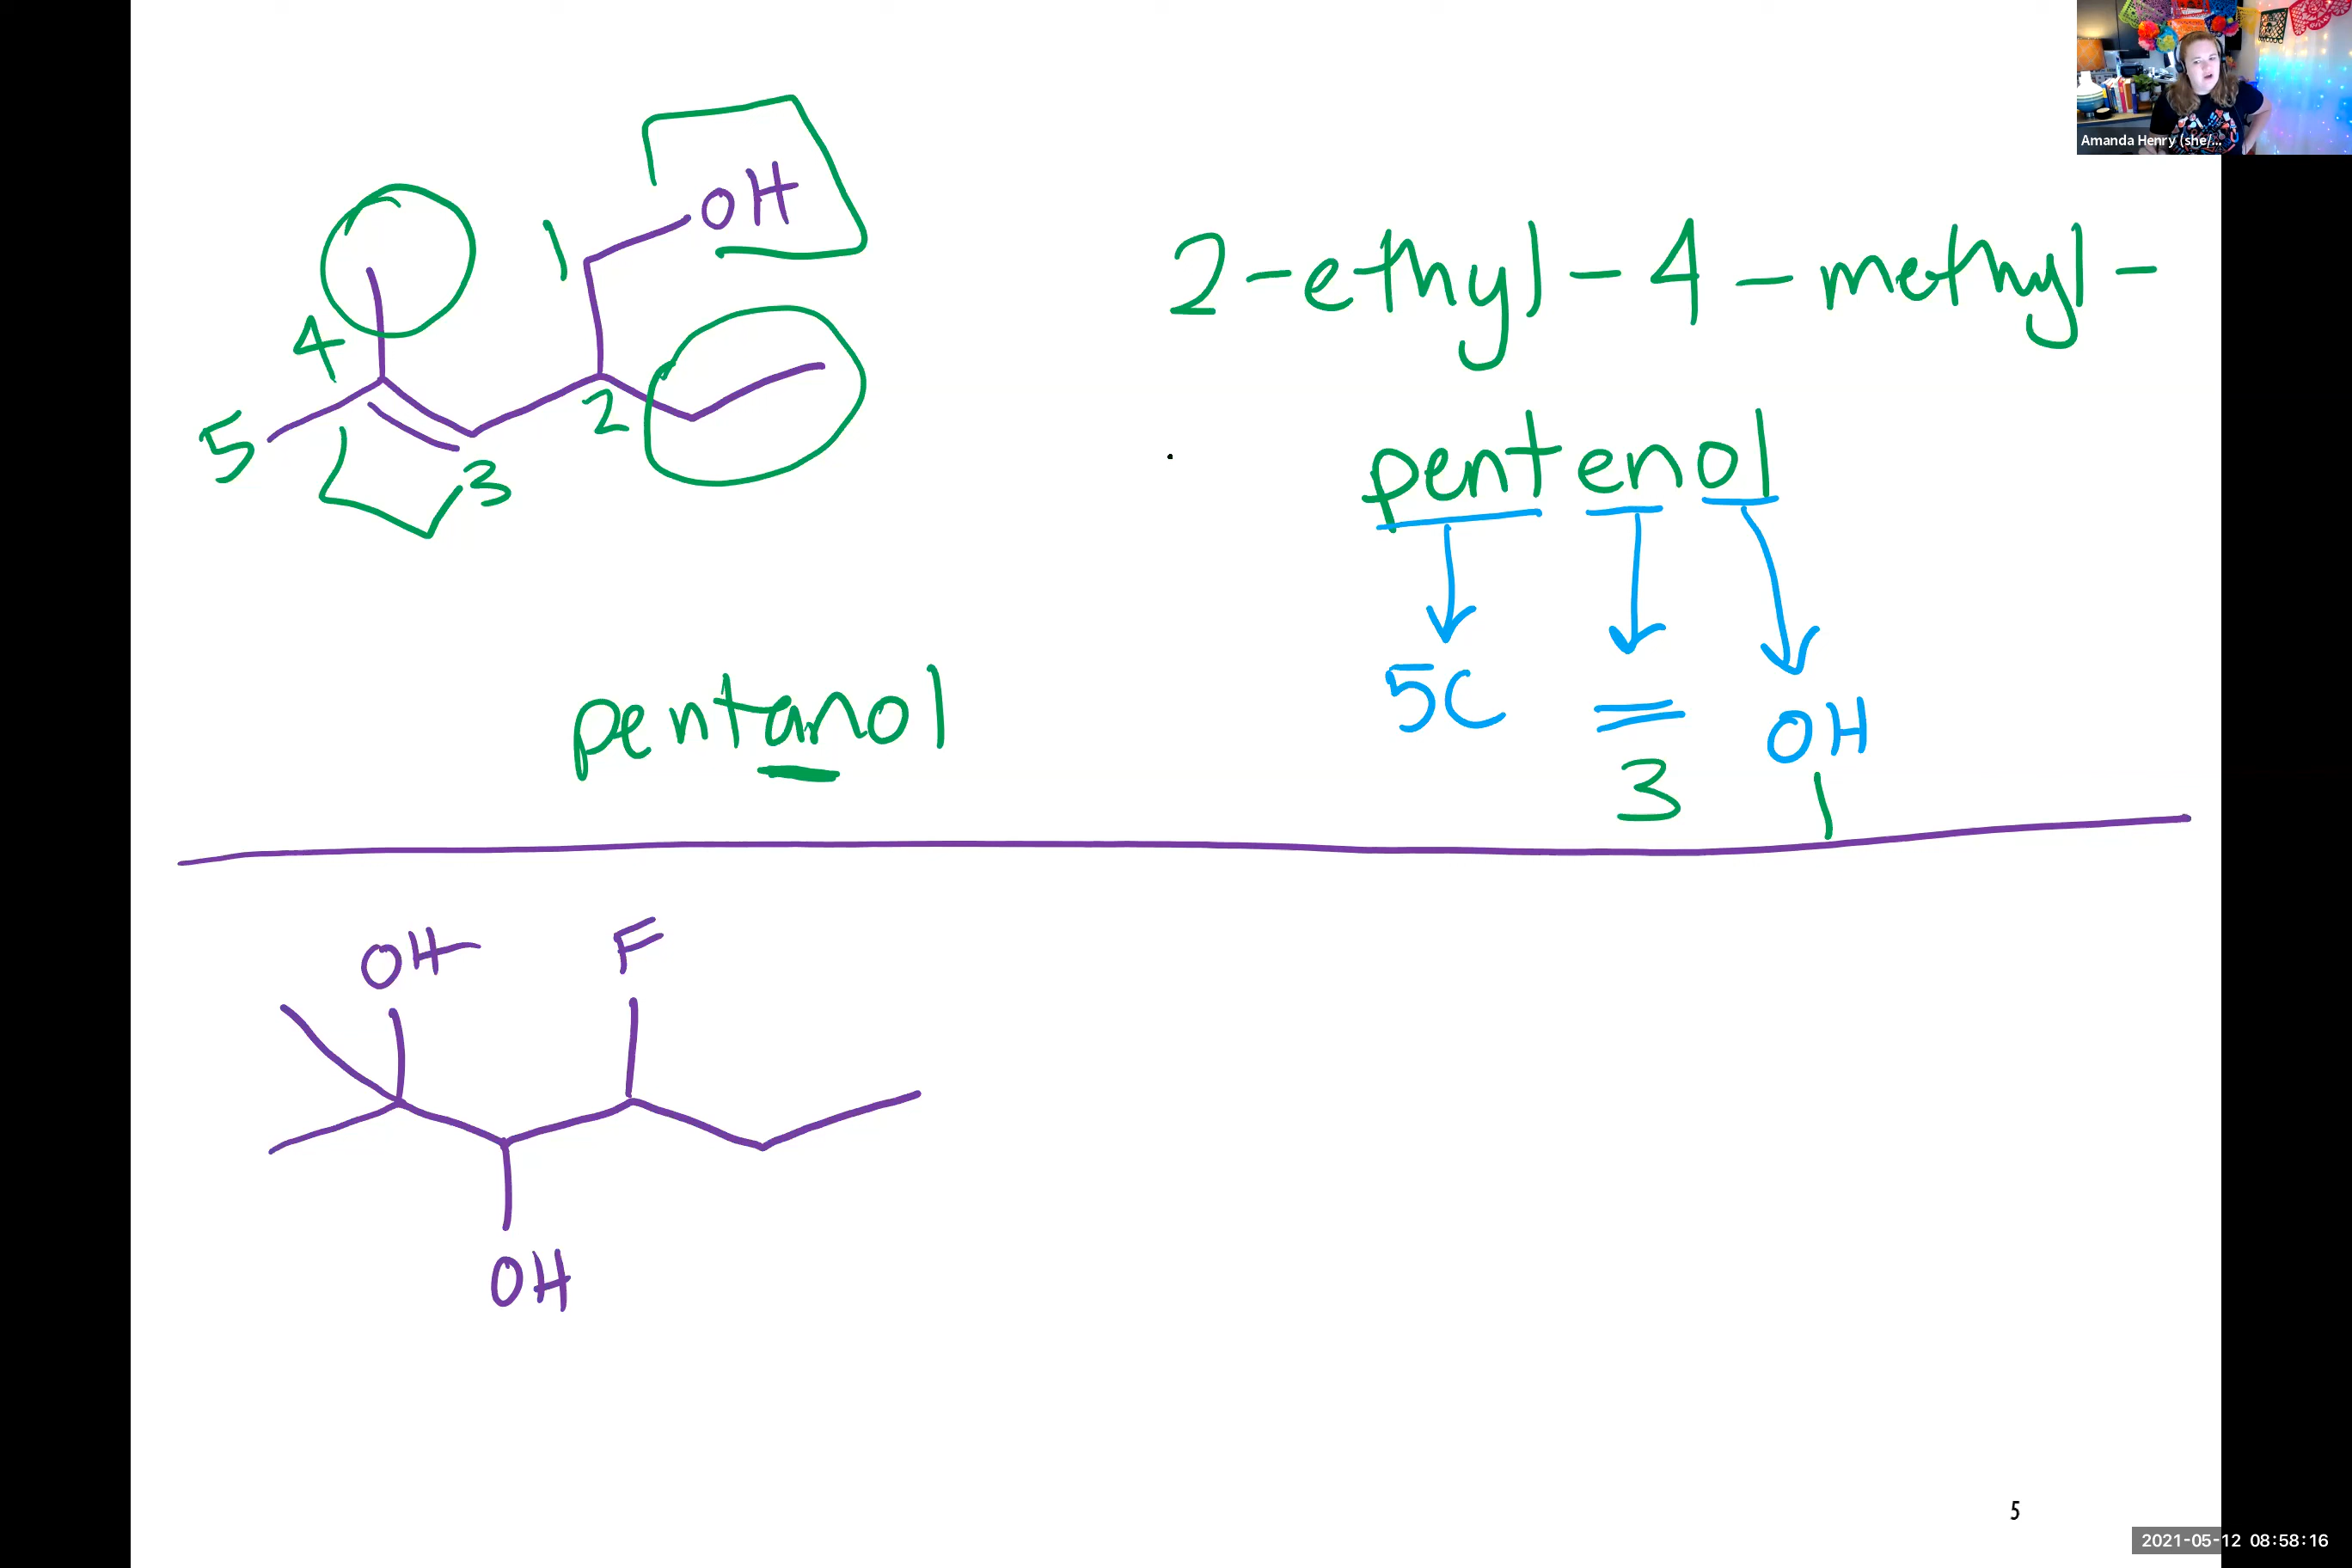 Amanda Henry (she/...
OH
1
2-ethyl-4-methyl-
4
5
2
3
pentenol
5C
=
OH
3
1
pentanol
OH
F
OH
5
2021-05-12 08:58:16